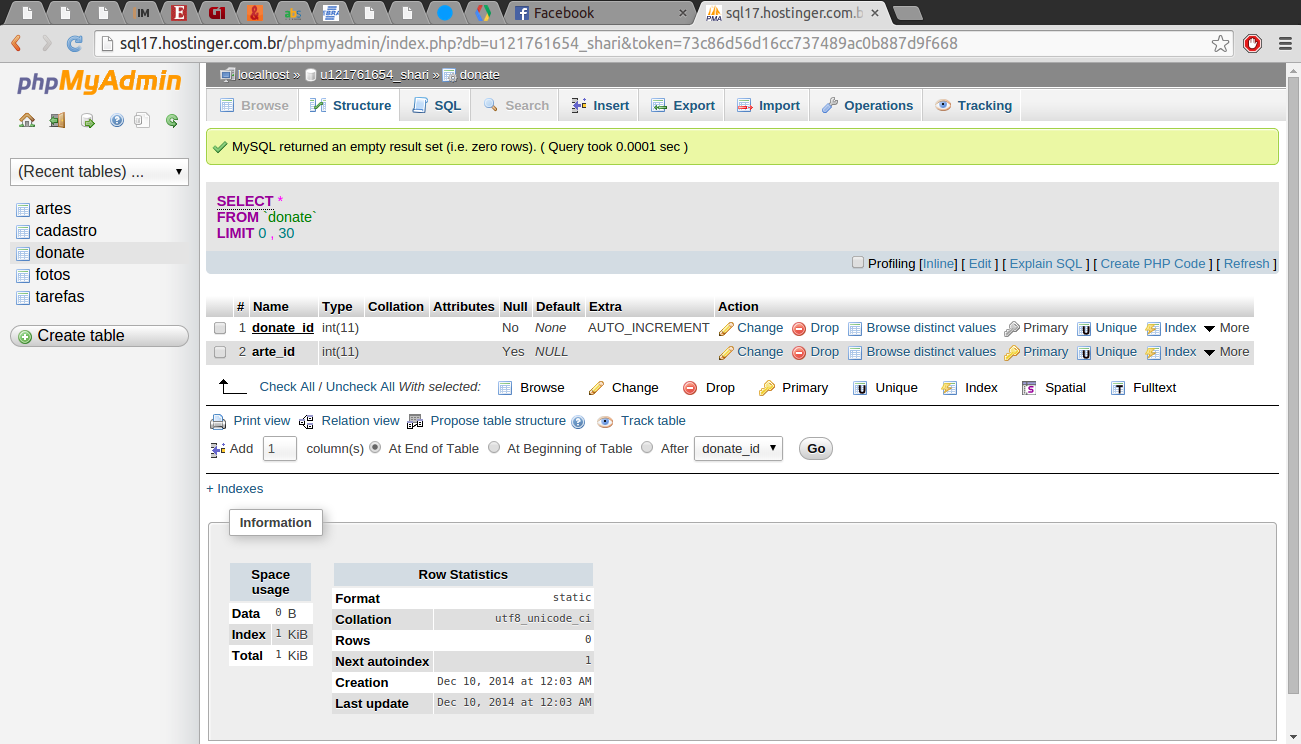 IM E G1 & abs Facebook × PMA sql17.hostinger.com.b ×
sql17.hostinger.com.br/phpmyadmin/index.php?db=u121761654_shari&token=73c86d56d16cc737489ac0b887d9f668
phpMyAdmin
(Recent tables) ...
artes
cadastro
donate
fotos
tarefas
Create table
localhost » u121761654_shari » donate
Browse Structure SQL Search Insert Export Import Operations Tracking
MySQL returned an empty result set (i.e. zero rows). ( Query took 0.0001 sec )
SELECT *
FROM `donate`
LIMIT 0 , 30
Profiling [Inline] [ Edit ] [ Explain SQL ] [ Create PHP Code ] [ Refresh ]
# Name Type Collation Attributes Null Default Extra Action
1 donate_id int(11) No None AUTO_INCREMENT Change Drop Browse distinct values Primary Unique Index More
2 arte_id int(11) Yes NULL Change Drop Browse distinct values Primary Unique Index More
Check All / Uncheck All With selected: Browse Change Drop Primary Unique Index Spatial Fulltext
Print view Relation view Propose table structure Track table
Add 1 column(s) At End of Table At Beginning of Table After donate_id Go
+ Indexes
Information
Space usage
Data 0 B
Index 1 KiB
Total 1 KiB
Row Statistics
Format static
Collation utf8_unicode_ci
Rows 0
Next autoindex 1
Creation Dec 10, 2014 at 12:03 AM
Last update Dec 10, 2014 at 12:03 AM